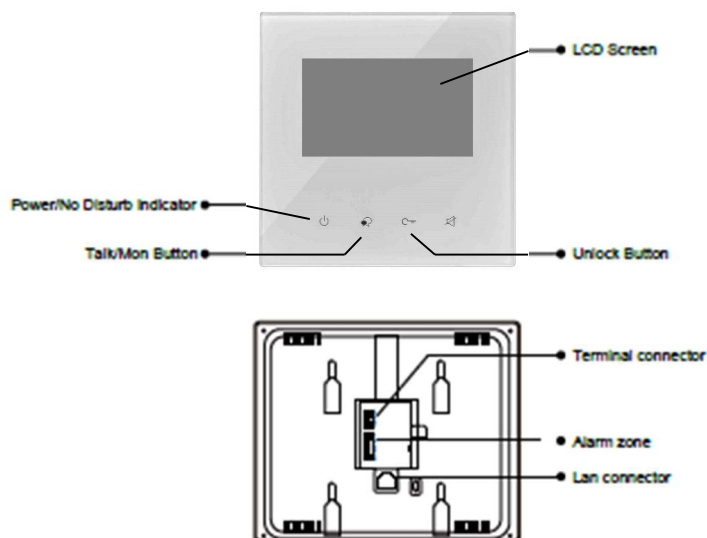 LCD Screen
Power/No Disturb Indicator
Talk/Mon Button
Unlock Button
Terminal connector
Alarm zone
Lan connector